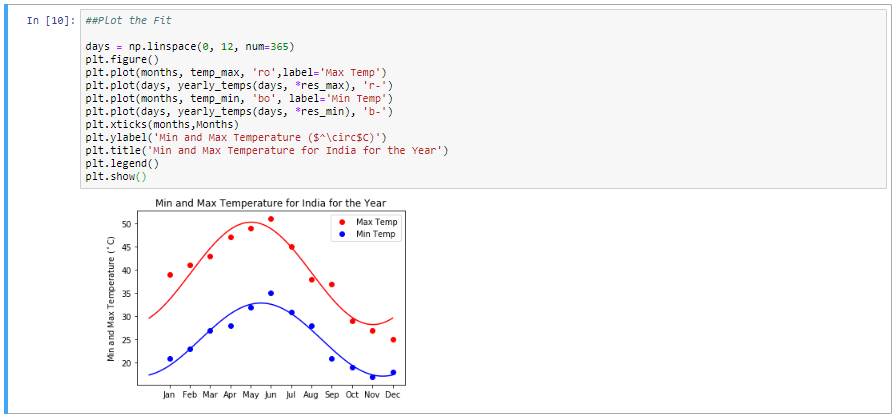 In [10]: ##Plot the Fit
days = np.linspace(0, 12, num=365)
plt.figure()
plt.plot(months, temp_max, 'ro',label='Max Temp')
plt.plot(days, yearly_temps(days, *res_max), 'r-')
plt.plot(months, temp_min, 'bo', label='Min Temp')
plt.plot(days, yearly_temps(days, *res_min), 'b-')
plt.xticks(months,Months)
plt.ylabel('Min and Max Temperature ($^\circ$C)')
plt.title('Min and Max Temperature for India for the Year')
plt.legend()
plt.show()
Min and Max Temperature for India for the Year
Max Temp
Min Temp
Min and Max Temperature (°C)
50
45
40
35
30
25
20
Jan Feb Mar Apr May Jun Jul Aug Sep Oct Nov Dec